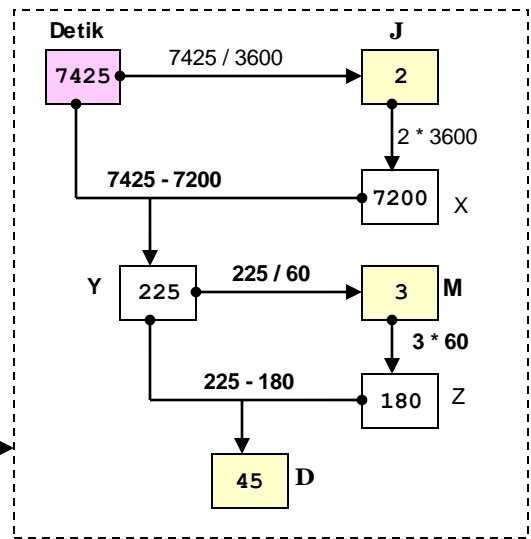 Detik J
7425 7425 / 3600 2
2 * 3600
7425 - 7200 7200 X
Y 225 225 / 60 3 M
3 * 60
225 - 180 180 Z
45 D